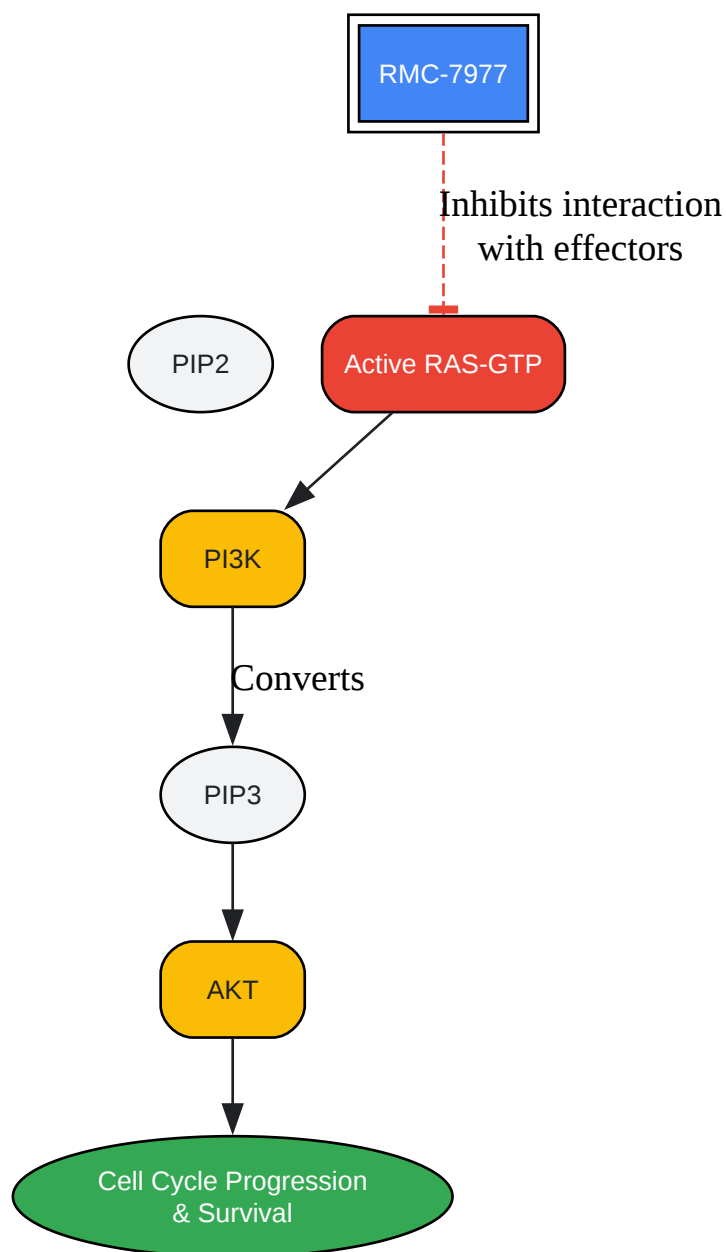 RMC-7977
Inhibits interaction
with effectors
PIP2
Active RAS-GTP
PI3K
Converts
PIP3
AKT
Cell Cycle Progression
& Survival